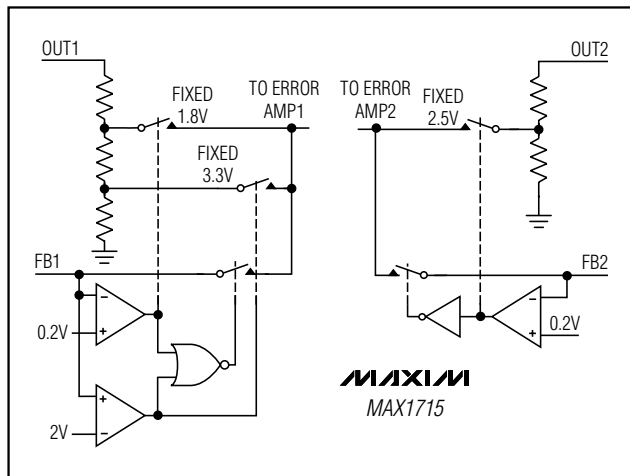 OUT1
OUT2
TO ERROR
AMP1
TO ERROR
AMP2
FIXED
1.8V
FIXED
2.5V
FIXED
3.3V
FB1
FB2
−
+
0.2V
−
+
0.2V
+
−
2V
MAXIM
MAX1715